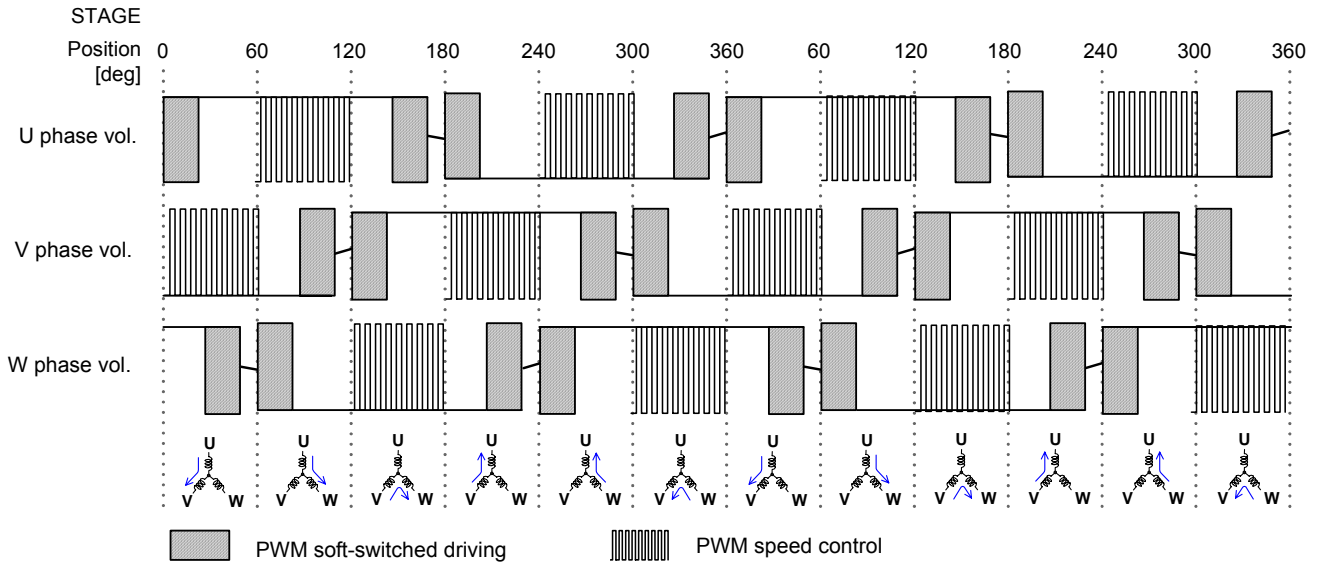 STAGE
Position [deg] 0 60 120 180 240 300 60 120 180 240 300 360
U phase vol.
V phase vol.
W phase vol.
U U U U U U U U U U U U
V W V W V W V W V W V W V W V W V W V W V W V W
PWM soft-switched driving PWM speed control